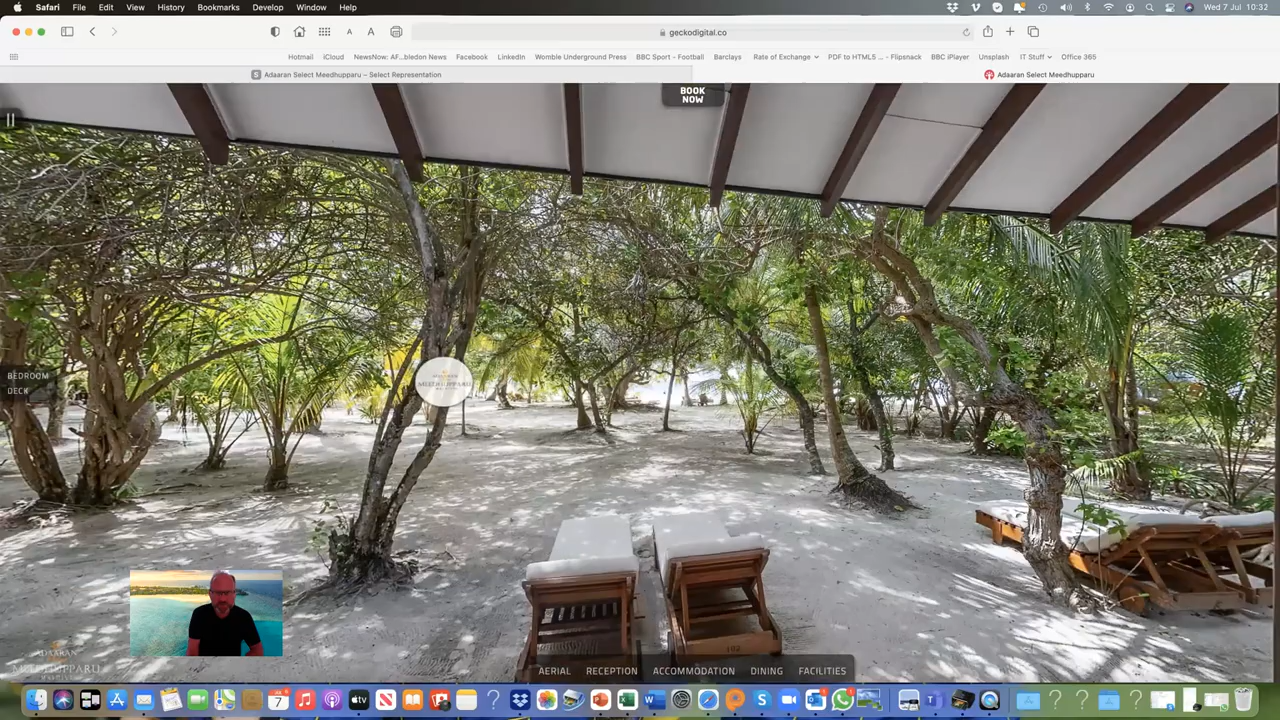 Safari File Edit View History Bookmarks Develop Window Help
Wed 7 Jul 10:32
A A
geckodigital.co
Hotmail iCloud NewsNow: AF...bledon News Facebook LinkedIn Womble Underground Press BBC Sport - Football Barclays Rate of Exchange PDF to HTML5 ... - Flipsnack BBC iPlayer Unsplash IT Stuff Office 365
S Adaaran Select Meedhupparu – Select Representation
Adaaran Select Meedhupparu
BOOK
NOW
BEDROOM
DECK
MEEDHUPPARU
ADAARAN
MEEDHUPPARU
AERIAL RECEPTION ACCOMMODATION DINING FACILITIES